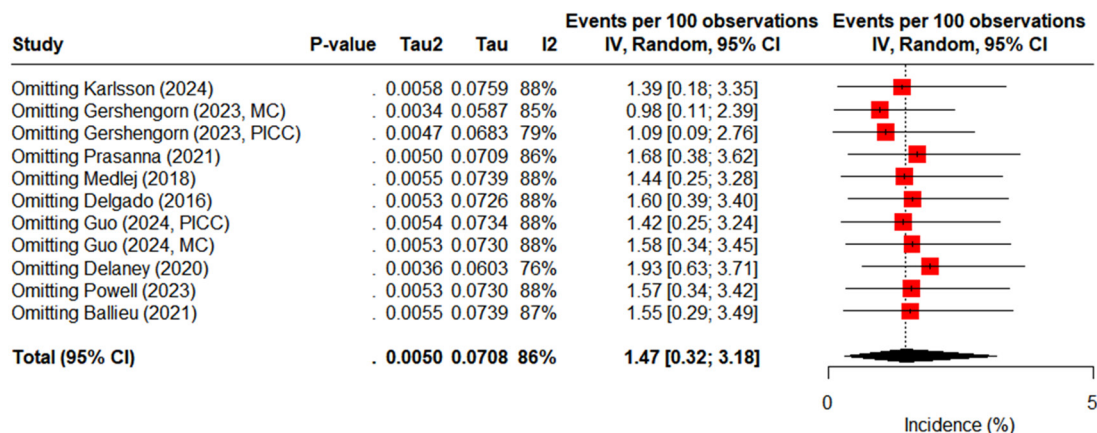 Events per 100 observations Events per 100 observations
Study P-value Tau2 Tau I2 IV, Random, 95% CI IV, Random, 95% CI
Omitting Karlsson (2024) . 0.0058 0.0759 88% 1.39 [0.18; 3.35]
Omitting Gershengorn (2023, MC) . 0.0034 0.0587 85% 0.98 [0.11; 2.39]
Omitting Gershengorn (2023, PICC) . 0.0047 0.0683 79% 1.09 [0.09; 2.76]
Omitting Prasanna (2021) . 0.0050 0.0709 86% 1.68 [0.38; 3.62]
Omitting Medlej (2018) . 0.0055 0.0739 88% 1.44 [0.25; 3.28]
Omitting Delgado (2016) . 0.0053 0.0726 88% 1.60 [0.39; 3.40]
Omitting Guo (2024, PICC) . 0.0054 0.0734 88% 1.42 [0.25; 3.24]
Omitting Guo (2024, MC) . 0.0053 0.0730 88% 1.58 [0.34; 3.45]
Omitting Delaney (2020) . 0.0036 0.0603 76% 1.93 [0.63; 3.71]
Omitting Powell (2023) . 0.0053 0.0730 88% 1.57 [0.34; 3.42]
Omitting Ballieu (2021) . 0.0055 0.0739 87% 1.55 [0.29; 3.49]
Total (95% CI) . 0.0050 0.0708 86% 1.47 [0.32; 3.18]
0 5
Incidence (%)